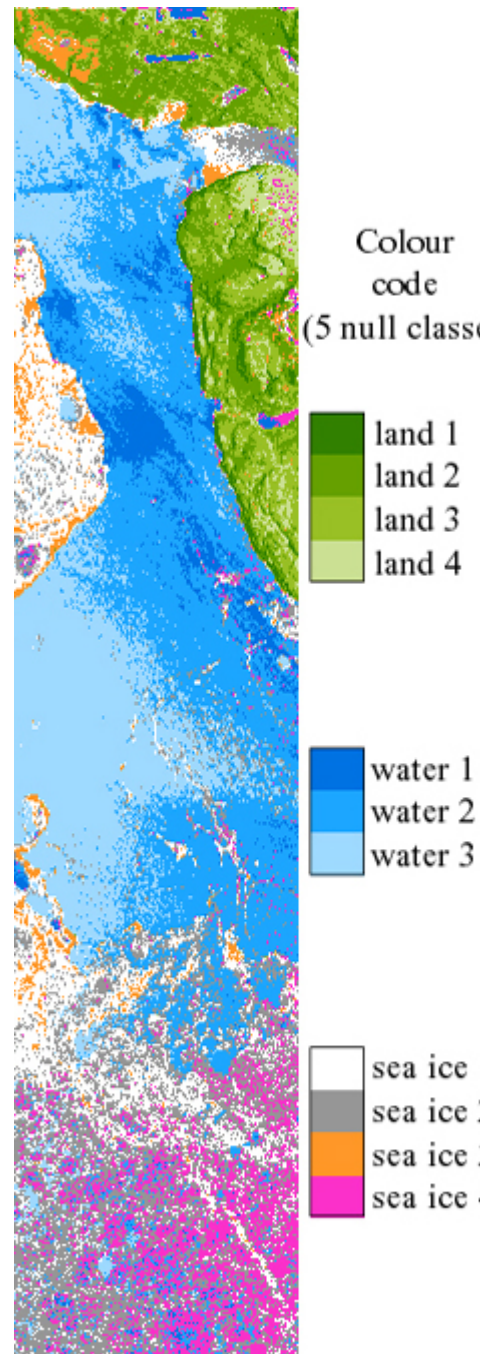 Colour
code
(5 null classe
land 1
land 2
land 3
land 4
water 1
water 2
water 3
sea ice
sea ice
sea ice
sea ice